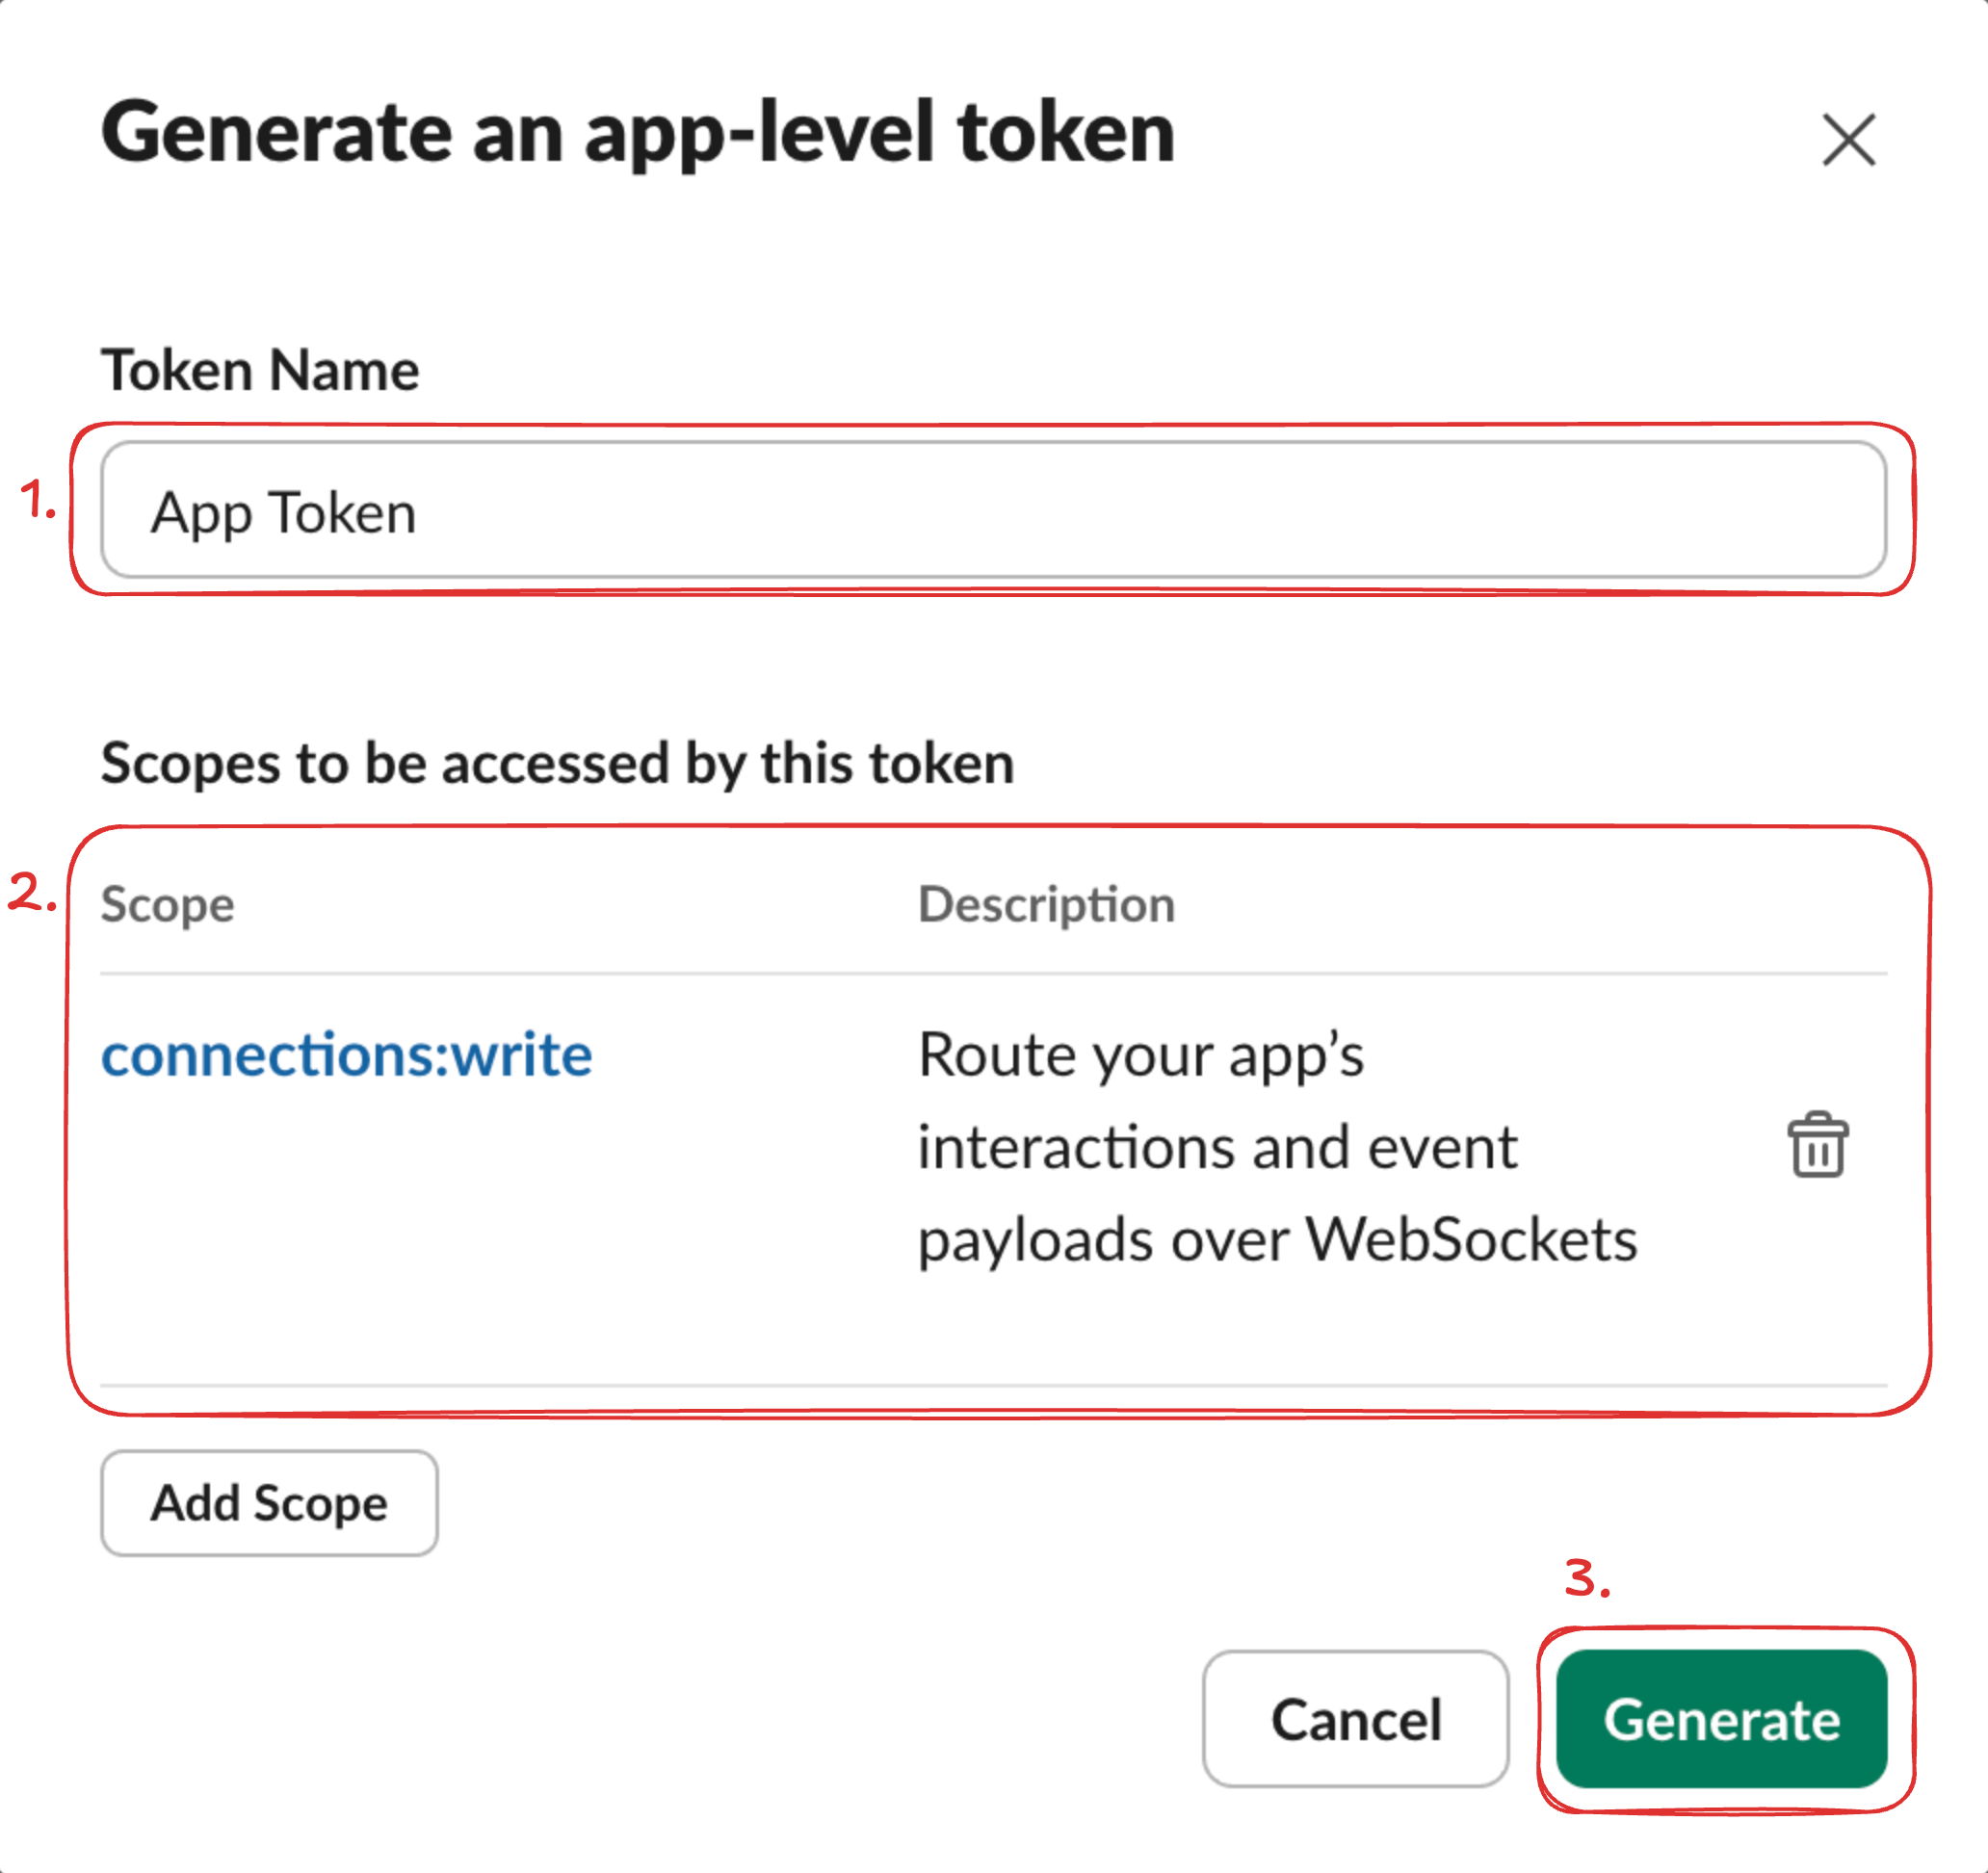 Generate an app-level token
Token Name
1.
App Token
Scopes to be accessed by this token
2.
Scope Description
connections:write Route your app’s
interactions and event
payloads over WebSockets
Add Scope
3.
Cancel Generate